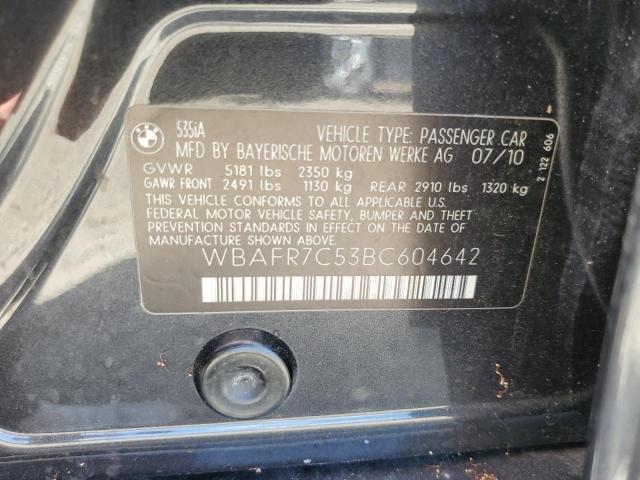 BMW
535iA
VEHICLE TYPE: PASSENGER CAR
MFD BY BAYERISCHE MOTOREN WERKE AG 07/10
GVWR 5181 lbs 2350 kg
GAWR FRONT 2491 lbs 1130 kg REAR 2910 lbs 1320 kg
THIS VEHICLE CONFORMS TO ALL APPLICABLE U.S.
FEDERAL MOTOR VEHICLE SAFETY, BUMPER AND THEFT
PREVENTION STANDARDS IN EFFECT ON THE DATE OF
MANUFACTURE SHOWN ABOVE.
WBAFR7C53BC604642
2 122 606